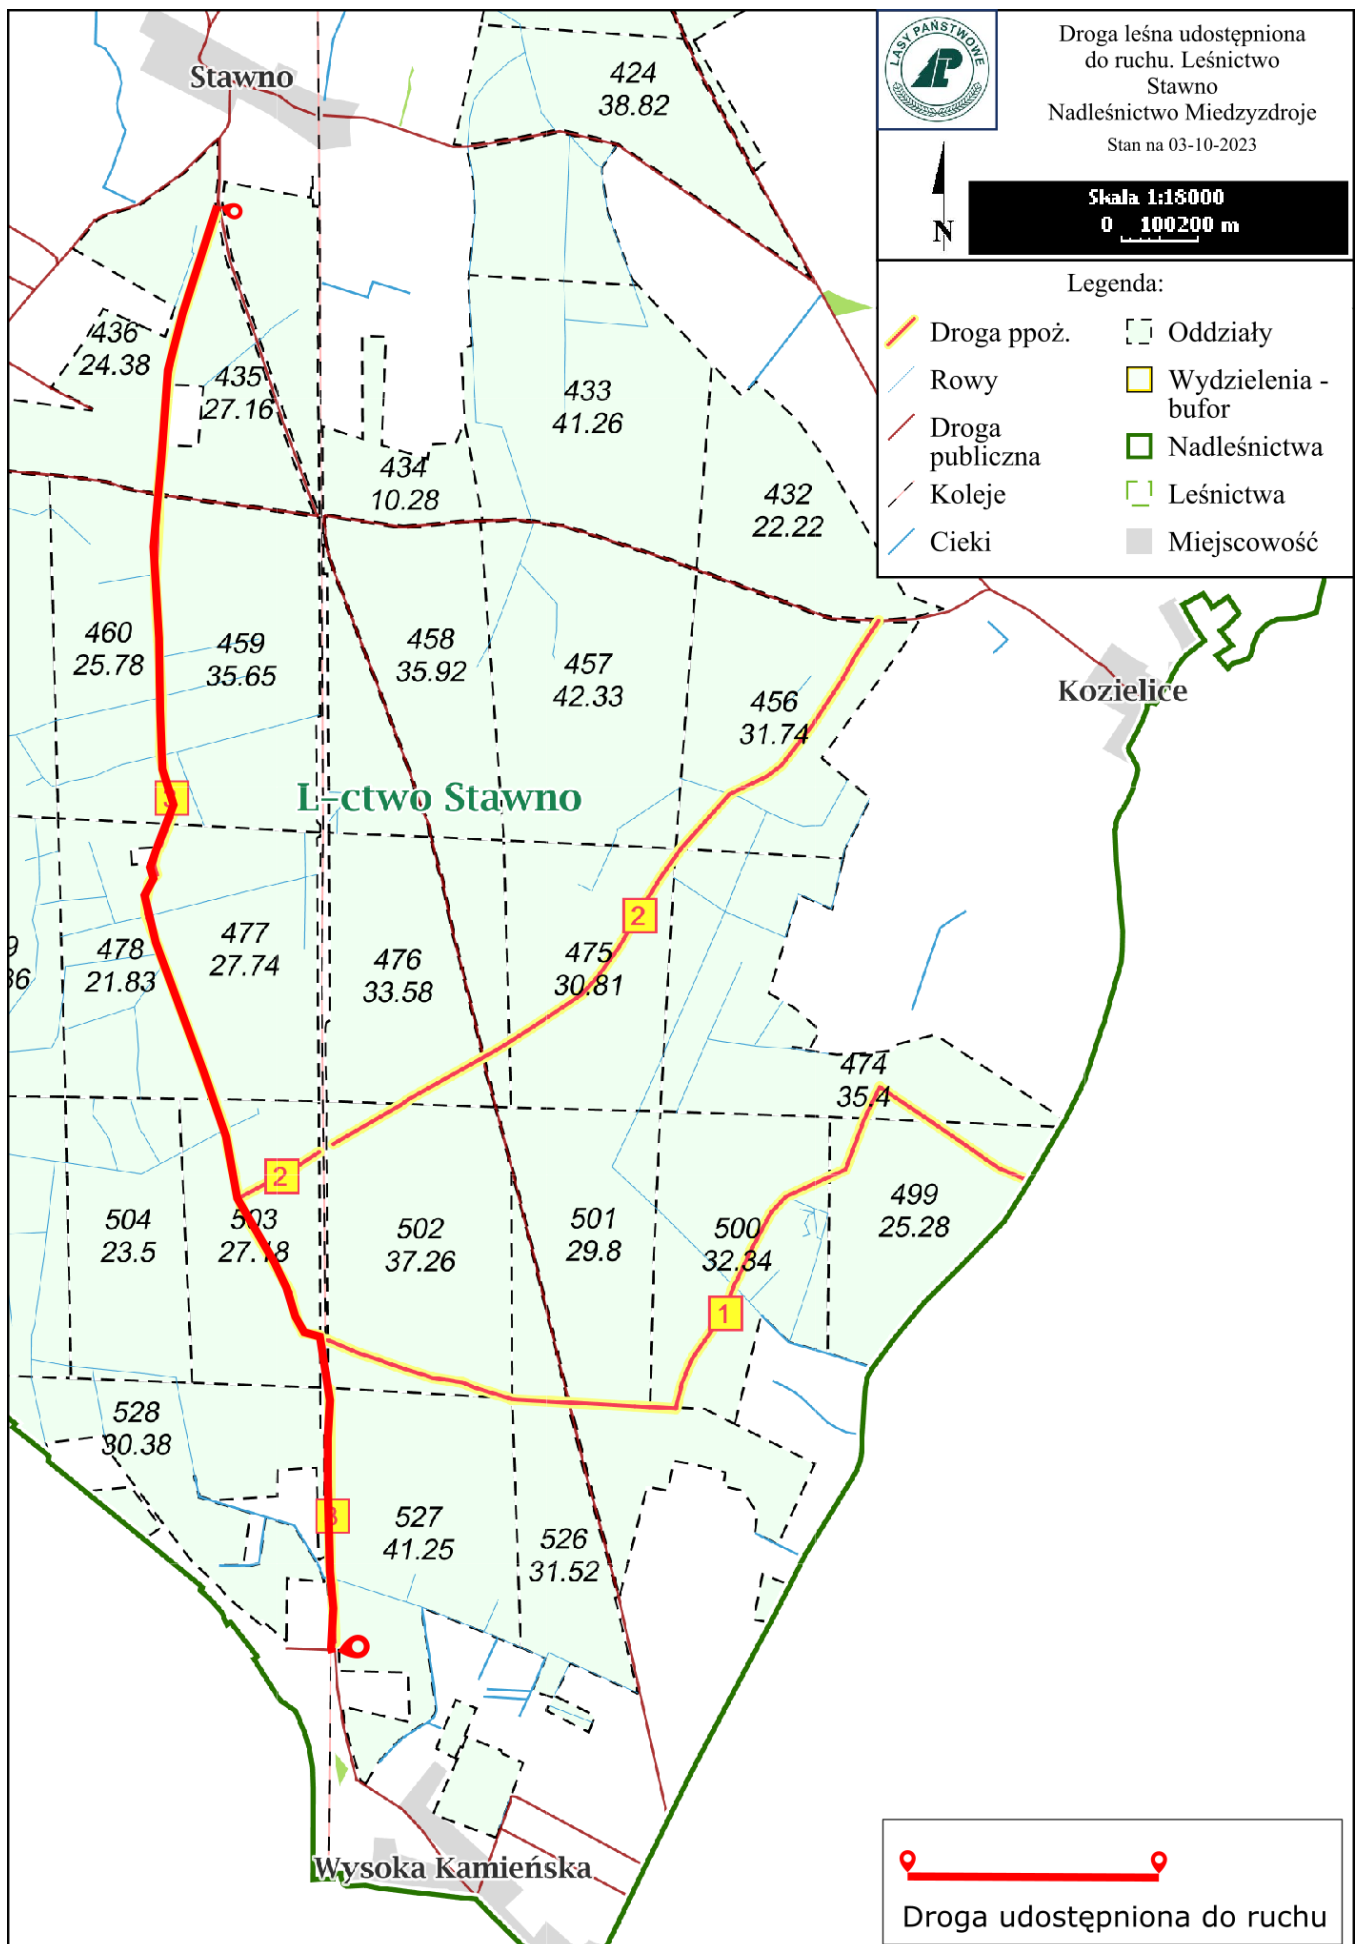 LASY PAŃSTWOWE
Droga leśna udostępniona
do ruchu. Leśnictwo
Stawno
Nadleśnictwo Miedzyzdroje
Stan na 03-10-2023
N
Skala 1:18000
0 100200 m
Legenda:
Droga ppoż.
Rowy
Droga
publiczna
Koleje
Cieki
Oddziały
Wydzielenia -
bufor
Nadleśnictwa
Leśnictwa
Miejscowość
Stawno
424
38.82
436
24.38
435
27.16
433
41.26
434
10.28
432
22.22
460
25.78
459
35.65
458
35.92
457
42.33
456
31.74
Kozielice
3
L-ctwo Stawno
2
9
36
478
21.83
477
27.74
476
33.58
475
30.81
474
35.4
2
504
23.5
503
27.18
502
37.26
501
29.8
500
32.34
499
25.28
1
528
30.38
3
527
41.25
526
31.52
Wysoka Kamieńska
Droga udostępniona do ruchu